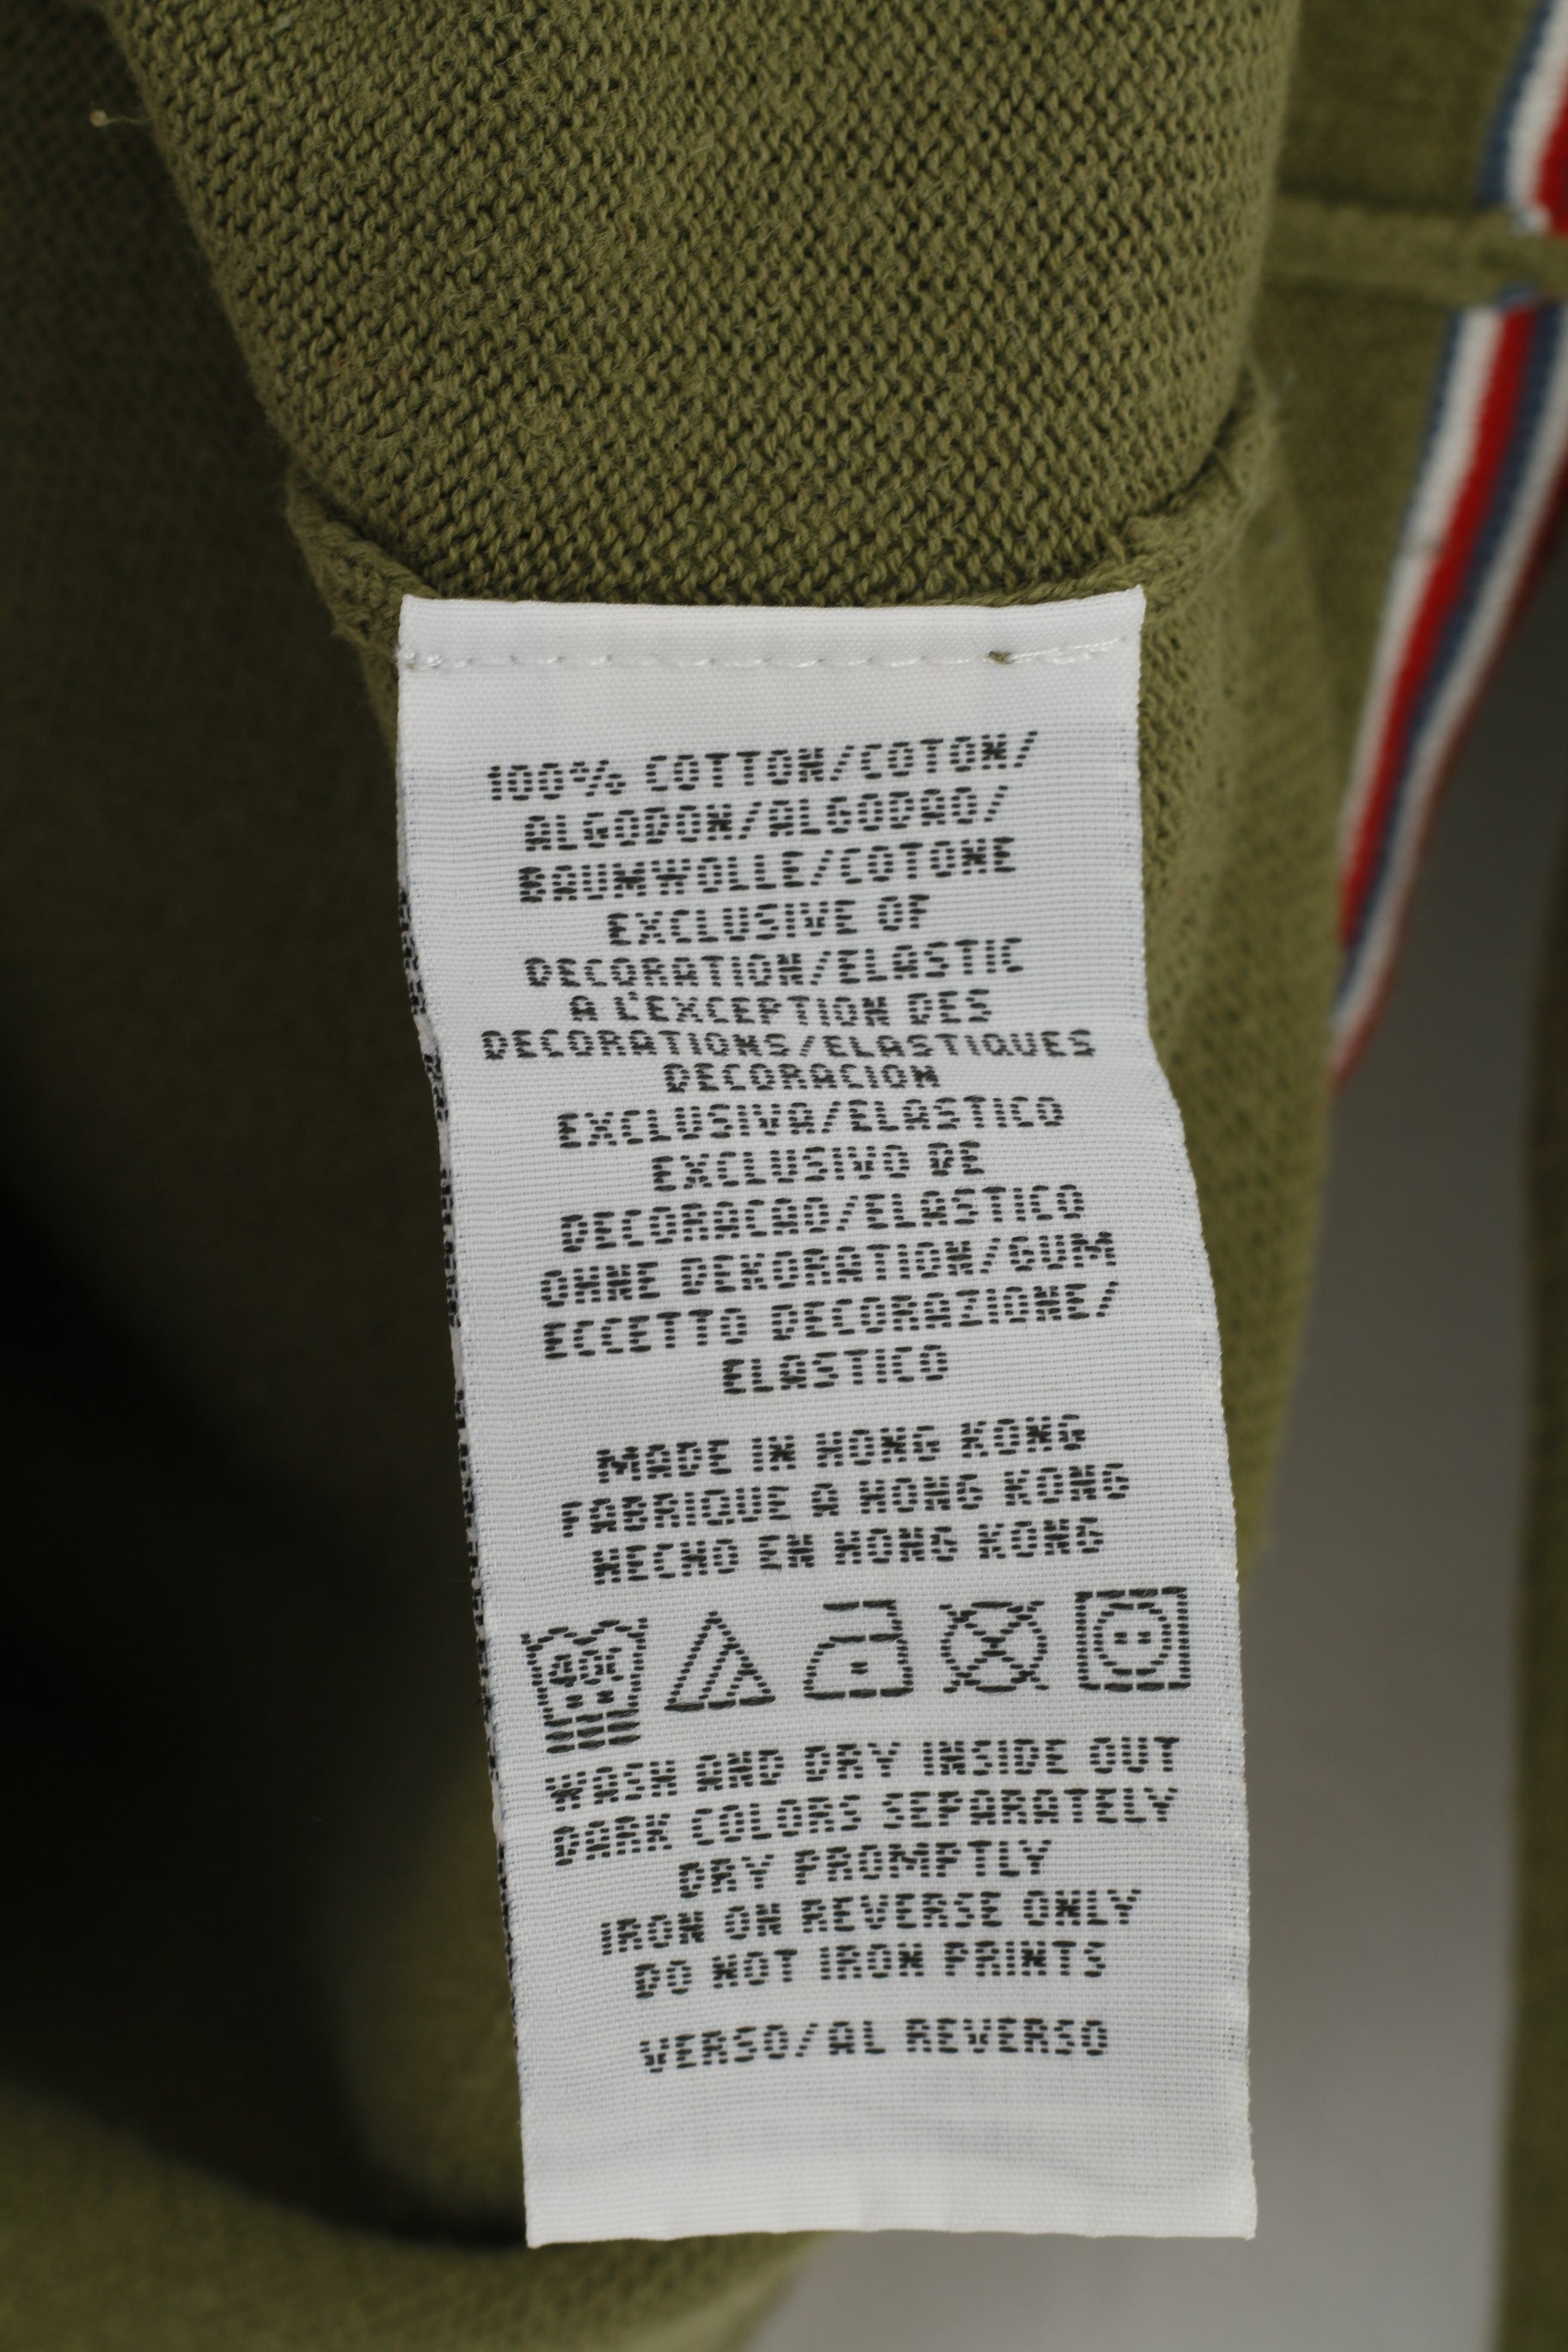 100% COTTON/COTON/
ALGODON/ALGODAO/
BAUMWOLLE/COTONE
EXCLUSIVE OF
DECORATION/ELASTIC
A L'EXCEPTION DES
DECORATIONS/ELASTIQUES
DECORACION
EXCLUSIVA/ELASTICO
EXCLUSIVO DE
DECORACAO/ELASTICO
OHNE DEKORATION/GUM
ECCETTO DECORAZIONE/
ELASTICO
MADE IN HONG KONG
FABRIQUE A HONG KONG
HECHO EN HONG KONG
WASH AND DRY INSIDE OUT
DARK COLORS SEPARATELY
DRY PROMPTLY
IRON ON REVERSE ONLY
DO NOT IRON PRINTS
VERSO/AL REVERSO